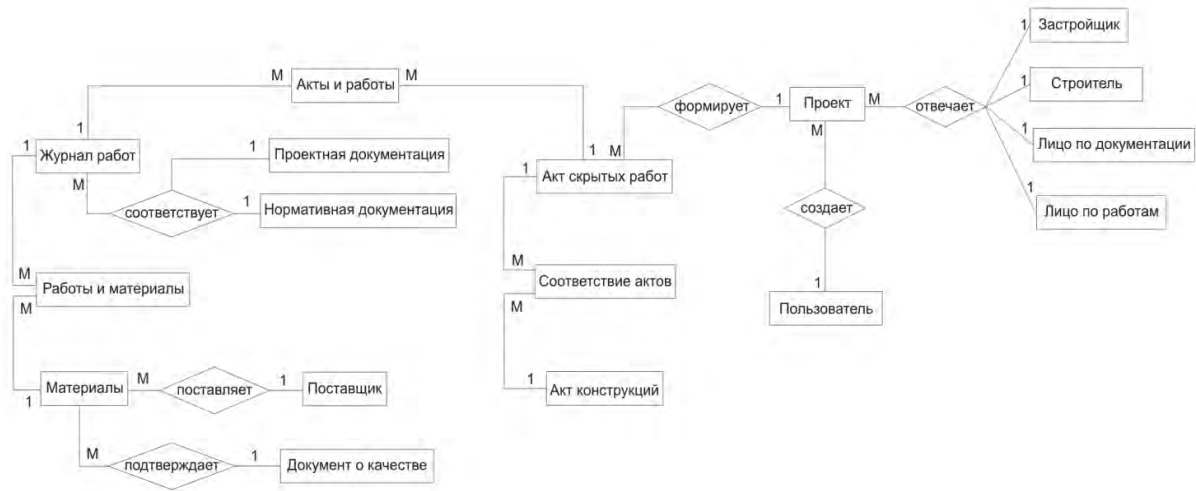 Застройщик
1
Акты и работы
М
М
Строитель
1
формирует
1
Проект
М
отвечает
Лицо по документации
1
Журнал работ
1
1
М
Проектная документация
1
Акт скрытых работ
1
М
1
М
соответствует
1
Нормативная документация
Лицо по работам
1
создает
Работы и материалы
М
М
Соответствие актов
М
М
1
Пользователь
Материалы
1
М
поставляет
1
Поставщик
Акт конструкций
1
М
подтверждает
1
Документ о качестве